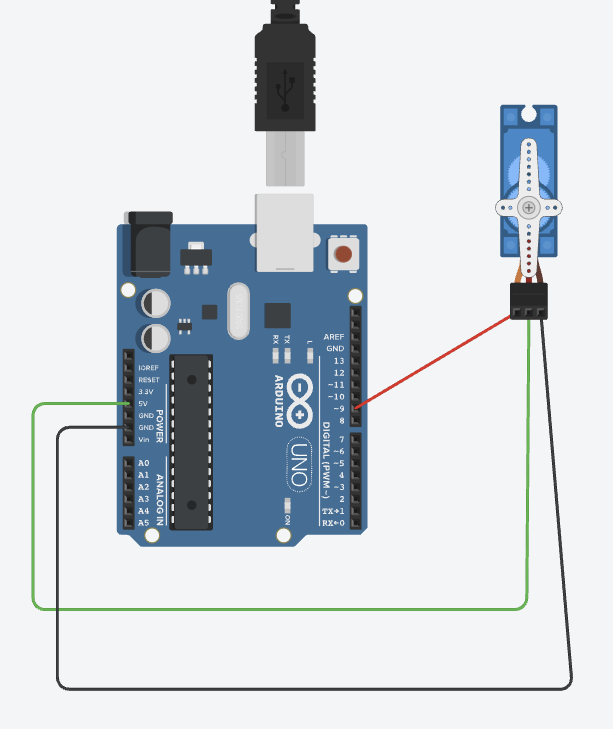 RX
TX
L
AREF
GND
13
12
~11
~10
~9
8
7
~6
~5
4
~3
2
TX→1
RX←0
DIGITAL (PWM~)
ARDUINO
UNO
ON
IOREF
RESET
3.3V
5V
GND
GND
Vin
POWER
A0
A1
A2
A3
A4
A5
ANALOG IN